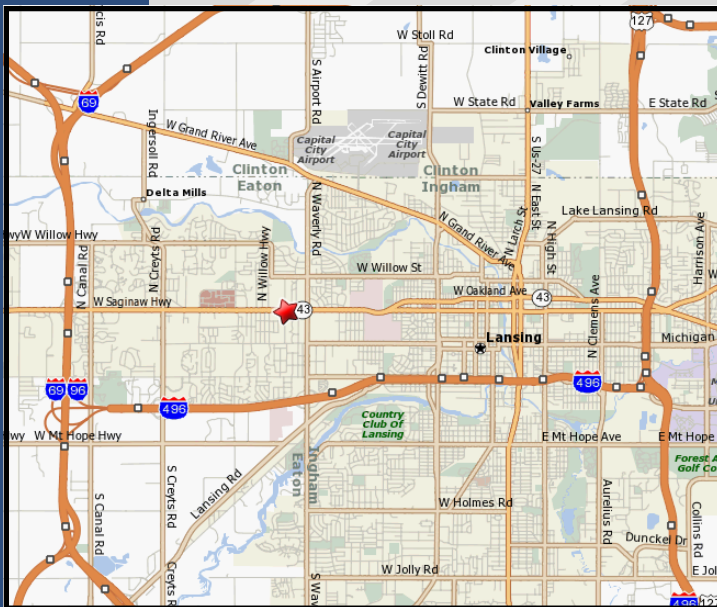 127
W Stoll Rd
Clinton Village
S Airport Rd
S Dewitt Rd
69
W State Rd
Valley Farms
E State Rd
Ingersoll Rd
W Grand River Ave
Capital
City
Airport
Capital
City
Airport
S Us-27
Clinton
Eaton
Clinton
Ingham
Delta Mills
N Waverly Rd
N Grand River Ave
N Larch St
N East St
Lake Lansing Rd
W Willow Hwy
N Canal Rd
N Creyts Rd
N Willow Hwy
N High St
Harrison Ave
W Willow St
W Saginaw Hwy
43
W Oakland Ave
43
N Clemens Ave
Lansing
Michigan
69
96
496
496
Country
Club Of
Lansing
W Mt Hope Hwy
E Mt Hope Ave
E Mt Hope
Ingham
Eaton
Forest A
Golf Co
S Creyts Rd
Lansing Rd
S Canal Rd
W Holmes Rd
Aurelius Rd
Collins Rd
Dunckel Dr
Creyts R
S Wav
W Jolly Rd
E Jol
496
127